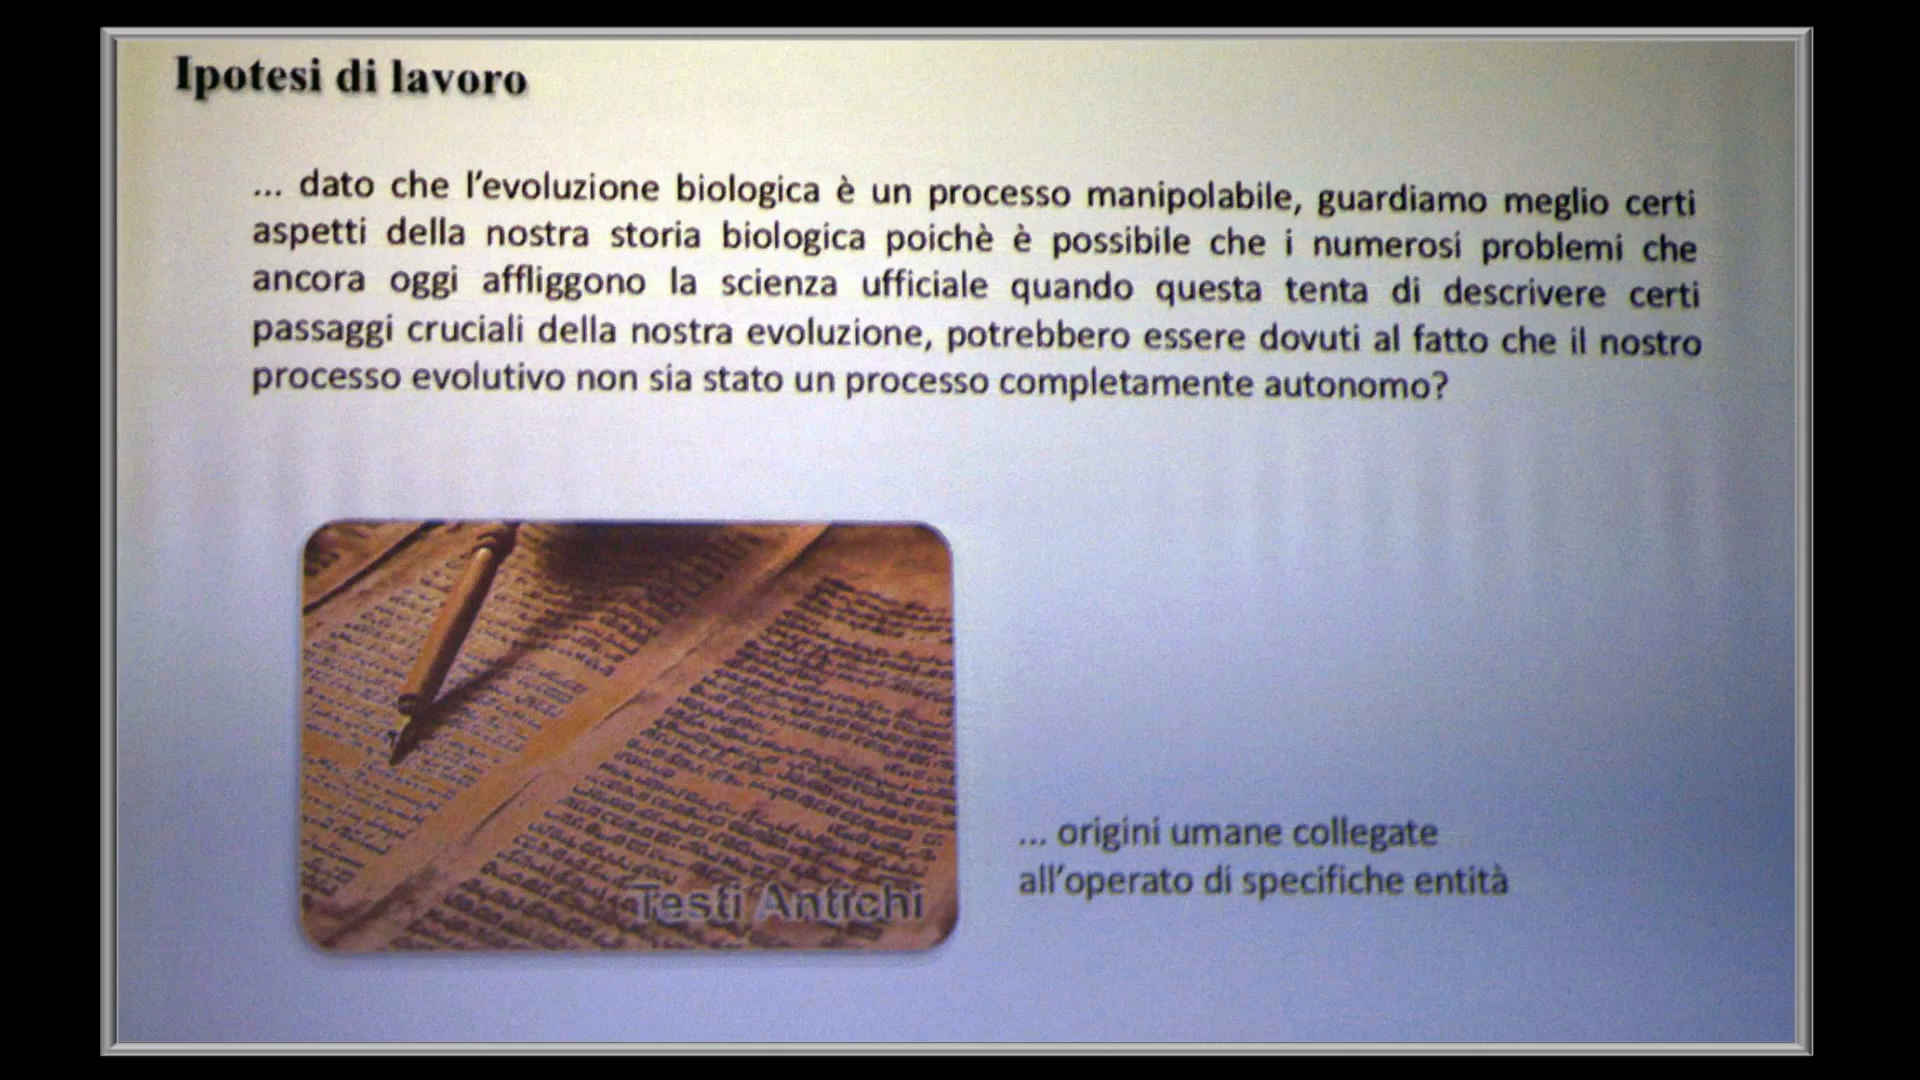 Ipotesi di lavoro
... dato che l'evoluzione biologica è un processo manipolabile, guardiamo meglio certi
aspetti della nostra storia biologica poichè è possibile che i numerosi problemi che
ancora oggi affliggono la scienza ufficiale quando questa tenta di descrivere certi
passaggi cruciali della nostra evoluzione, potrebbero essere dovuti al fatto che il nostro
processo evolutivo non sia stato un processo completamente autonomo?
Testi Antichi
... origini umane collegate
all'operato di specifiche entità